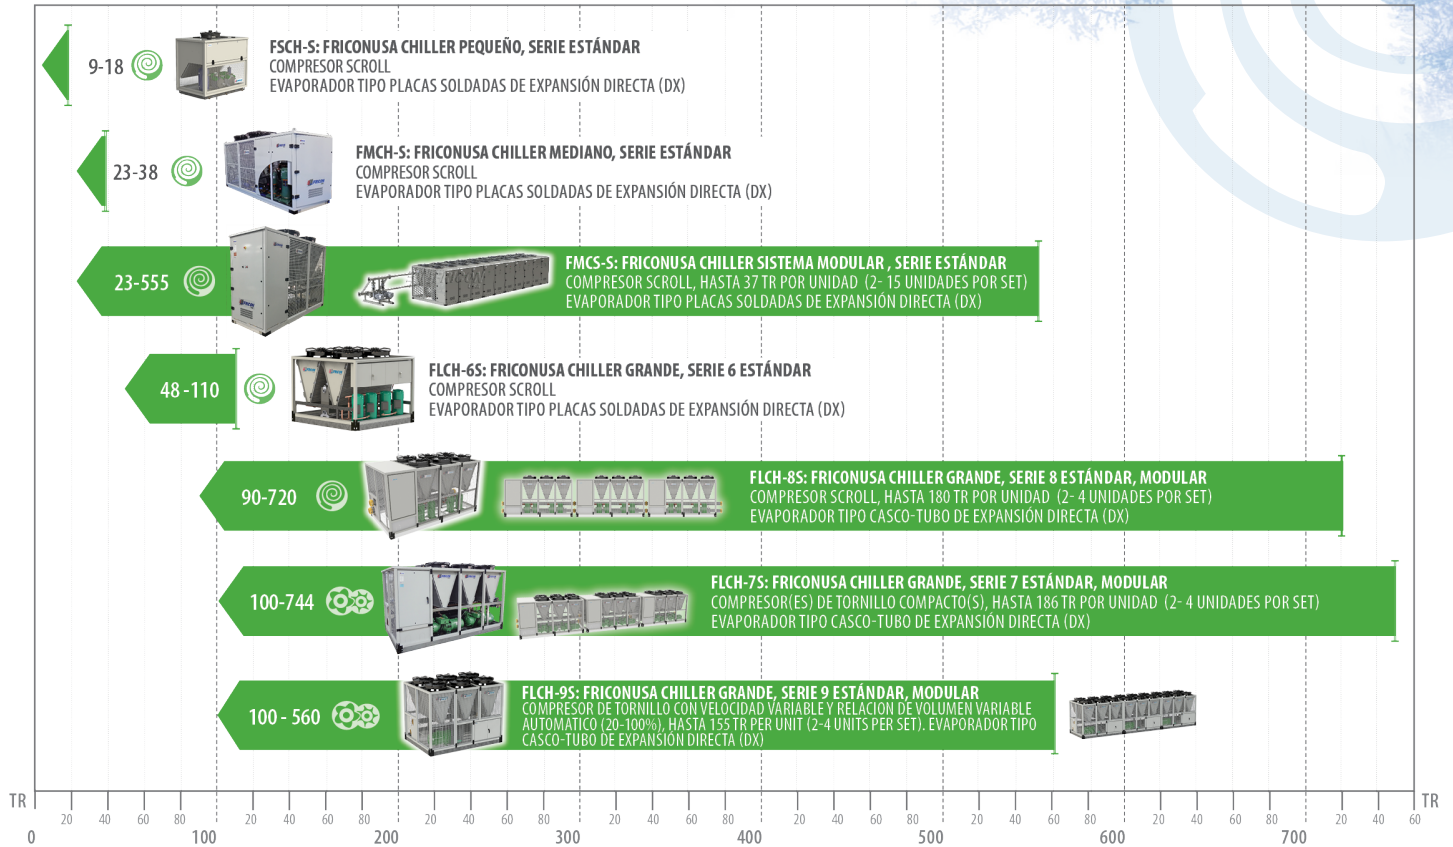 9-18
FSCH-S: FRICONUSA CHILLER PEQUEÑO, SERIE ESTÁNDAR
COMPRESOR SCROLL
EVAPORADOR TIPO PLACAS SOLDADAS DE EXPANSIÓN DIRECTA (DX)
23-38
FMCH-S: FRICONUSA CHILLER MEDIANO, SERIE ESTÁNDAR
COMPRESOR SCROLL
EVAPORADOR TIPO PLACAS SOLDADAS DE EXPANSIÓN DIRECTA (DX)
23-555
FMCS-S: FRICONUSA CHILLER SISTEMA MODULAR , SERIE ESTÁNDAR
COMPRESOR SCROLL, HASTA 37 TR POR UNIDAD (2- 15 UNIDADES POR SET)
EVAPORADOR TIPO PLACAS SOLDADAS DE EXPANSIÓN DIRECTA (DX)
48 -110
FLCH-6S: FRICONUSA CHILLER GRANDE, SERIE 6 ESTÁNDAR
COMPRESOR SCROLL
EVAPORADOR TIPO PLACAS SOLDADAS DE EXPANSIÓN DIRECTA (DX)
90-720
FLCH-8S: FRICONUSA CHILLER GRANDE, SERIE 8 ESTÁNDAR, MODULAR
COMPRESOR SCROLL, HASTA 180 TR POR UNIDAD (2- 4 UNIDADES POR SET)
EVAPORADOR TIPO CASCO-TUBO DE EXPANSIÓN DIRECTA (DX)
100-744
FLCH-7S: FRICONUSA CHILLER GRANDE, SERIE 7 ESTÁNDAR, MODULAR
COMPRESOR(ES) DE TORNILLO COMPACTO(S), HASTA 186 TR POR UNIDAD (2- 4 UNIDADES POR SET)
EVAPORADOR TIPO CASCO-TUBO DE EXPANSIÓN DIRECTA (DX)
100 - 560
FLCH-9S: FRICONUSA CHILLER GRANDE, SERIE 9 ESTÁNDAR, MODULAR
COMPRESOR DE TORNILLO CON VELOCIDAD VARIABLE Y RELACION DE VOLUMEN VARIABLE
AUTOMATICO (20-100%), HASTA 155 TR PER UNIT (2-4 UNITS PER SET). EVAPORADOR TIPO
CASCO-TUBO DE EXPANSIÓN DIRECTA (DX)
TR TR
20 40 60 80 20 40 60 80 20 40 60 80 20 40 60 80 20 40 60 80 20 40 60 80 20 40 60 80 20 40 60
0 100 200 300 400 500 600 700